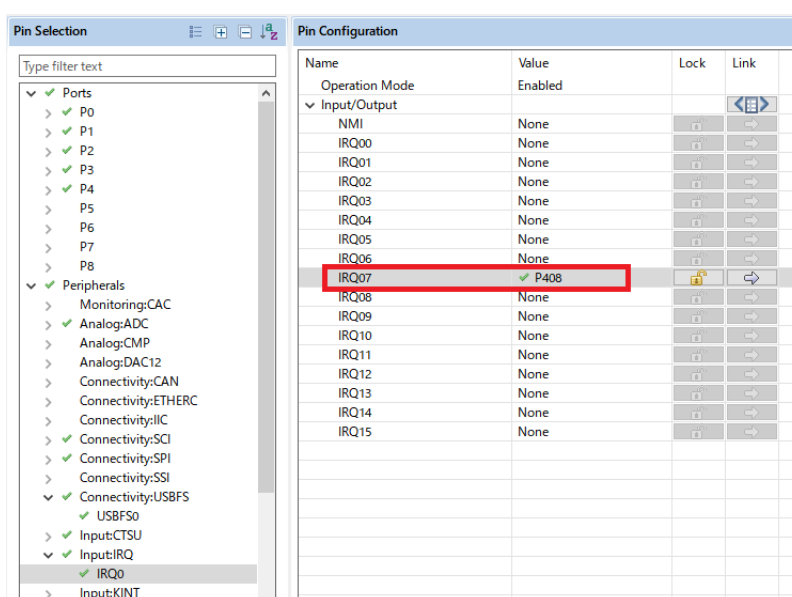 Pin Selection
Type filter text
Ports
P0
P1
P2
P3
P4
P5
P6
P7
P8
Peripherals
Monitoring:CAC
Analog:ADC
Analog:CMP
Analog:DAC12
Connectivity:CAN
Connectivity:ETHERC
Connectivity:IIC
Connectivity:SCI
Connectivity:SPI
Connectivity:SSI
Connectivity:USBFS
USBFS0
Input:CTSU
Input:IRQ
IRQ0
Input:KINT
Pin Configuration
Name Value Lock Link
Operation Mode Enabled
Input/Output
NMI None
IRQ00 None
IRQ01 None
IRQ02 None
IRQ03 None
IRQ04 None
IRQ05 None
IRQ06 None
IRQ07 P408
IRQ08 None
IRQ09 None
IRQ10 None
IRQ11 None
IRQ12 None
IRQ13 None
IRQ14 None
IRQ15 None